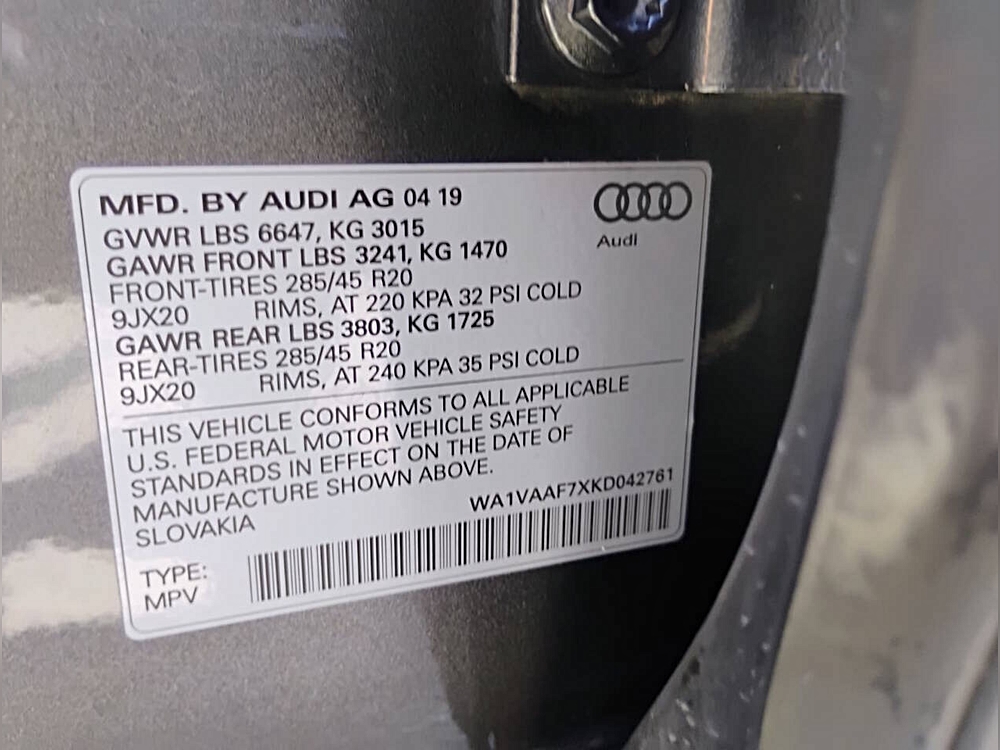 MFD. BY AUDI AG 04 19
Audi
GVWR LBS 6647, KG 3015
GAWR FRONT LBS 3241, KG 1470
FRONT-TIRES 285/45 R20
9JX20 RIMS, AT 220 KPA 32 PSI COLD
GAWR REAR LBS 3803, KG 1725
REAR-TIRES 285/45 R20
9JX20 RIMS, AT 240 KPA 35 PSI COLD
THIS VEHICLE CONFORMS TO ALL APPLICABLE
U.S. FEDERAL MOTOR VEHICLE SAFETY
STANDARDS IN EFFECT ON THE DATE OF
MANUFACTURE SHOWN ABOVE.
SLOVAKIA
WA1VAAF7XKD042761
TYPE:
MPV